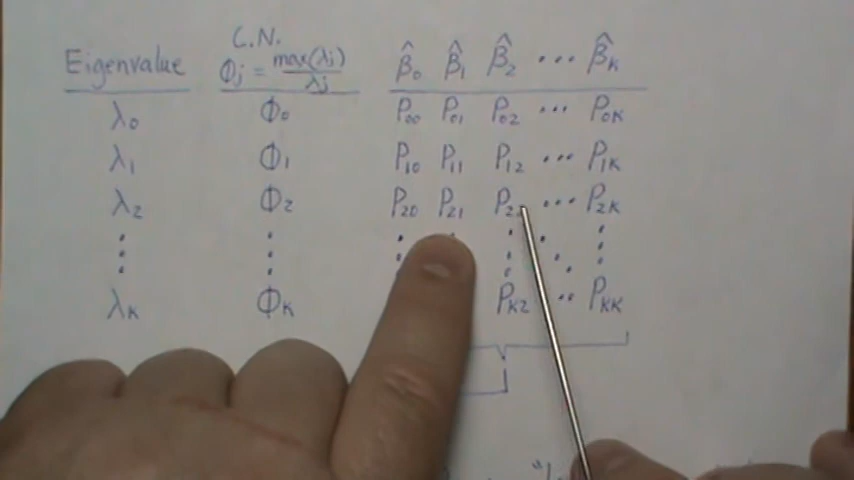 C.N.
Eigenvalue Φj = max(λj)/λj β̂0 β̂1 β̂2 ... β̂k
λ0 Φ0 P00 P01 P02 ... P0K
λ1 Φ1 P10 P11 P12 ... P1K
λ2 Φ2 P20 P21 P2 ... P2K
λK ΦK PK2 .. PKK